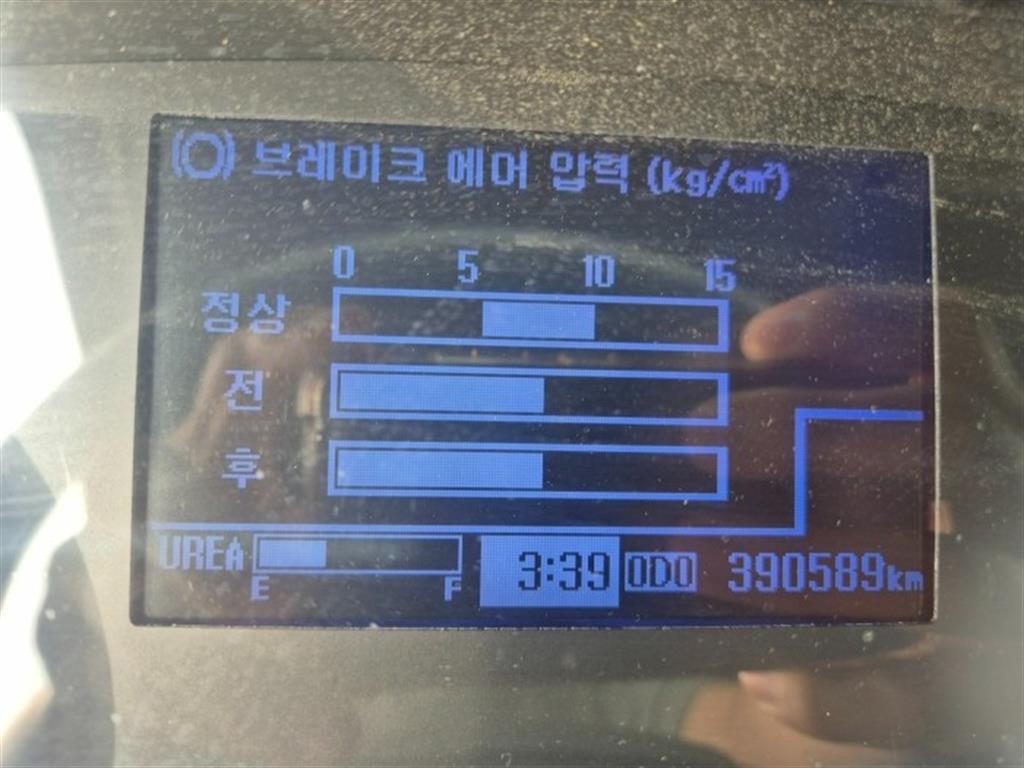 브레이크 에어 압력 (kg/cm²)
0 5 10 15
정상
전
후
UREA E F 3:39 ODO 390589km